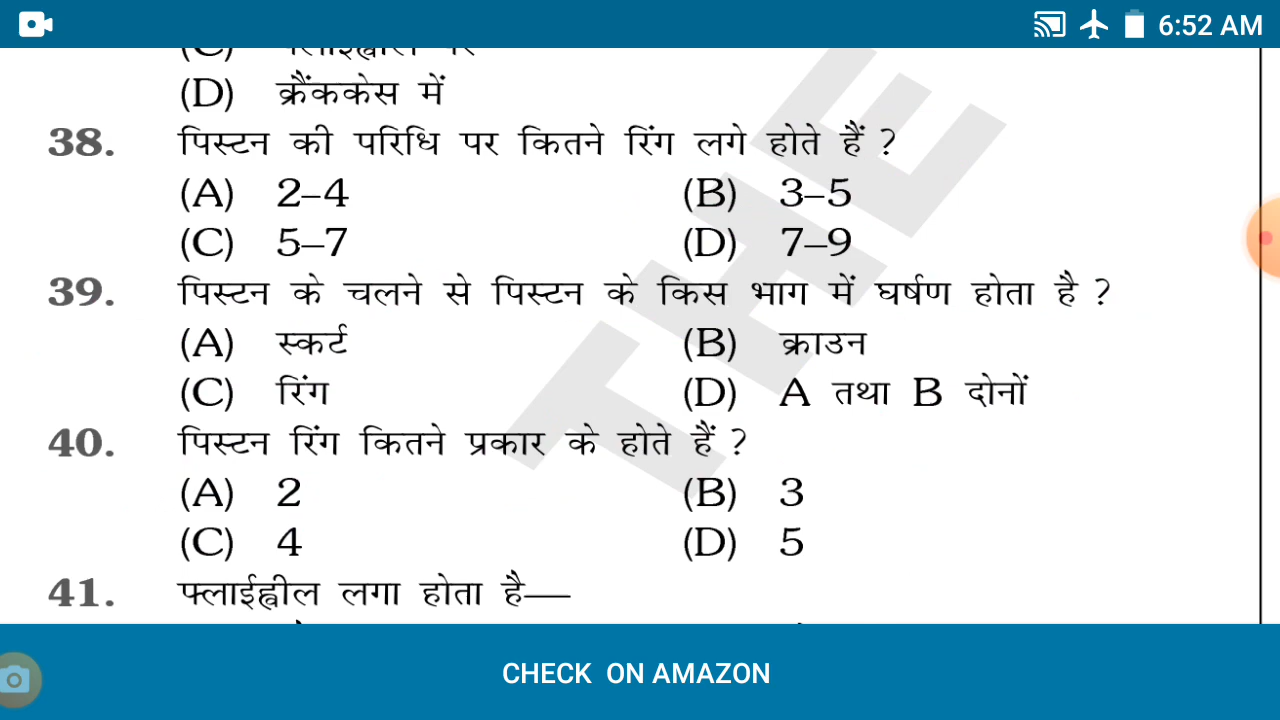 6:52 AM
(D) क्रैंककेस में
38. पिस्टन की परिधि पर कितने रिंग लगे होते हैं ?
(A) 2–4 (B) 3–5
(C) 5–7 (D) 7–9
39. पिस्टन के चलने से पिस्टन के किस भाग में घर्षण होता है ?
(A) स्कर्ट (B) क्राउन
(C) रिंग (D) A तथा B दोनों
40. पिस्टन रिंग कितने प्रकार के होते हैं ?
(A) 2 (B) 3
(C) 4 (D) 5
41. फ्लाईह्वील लगा होता है—
THE
CHECK ON AMAZON